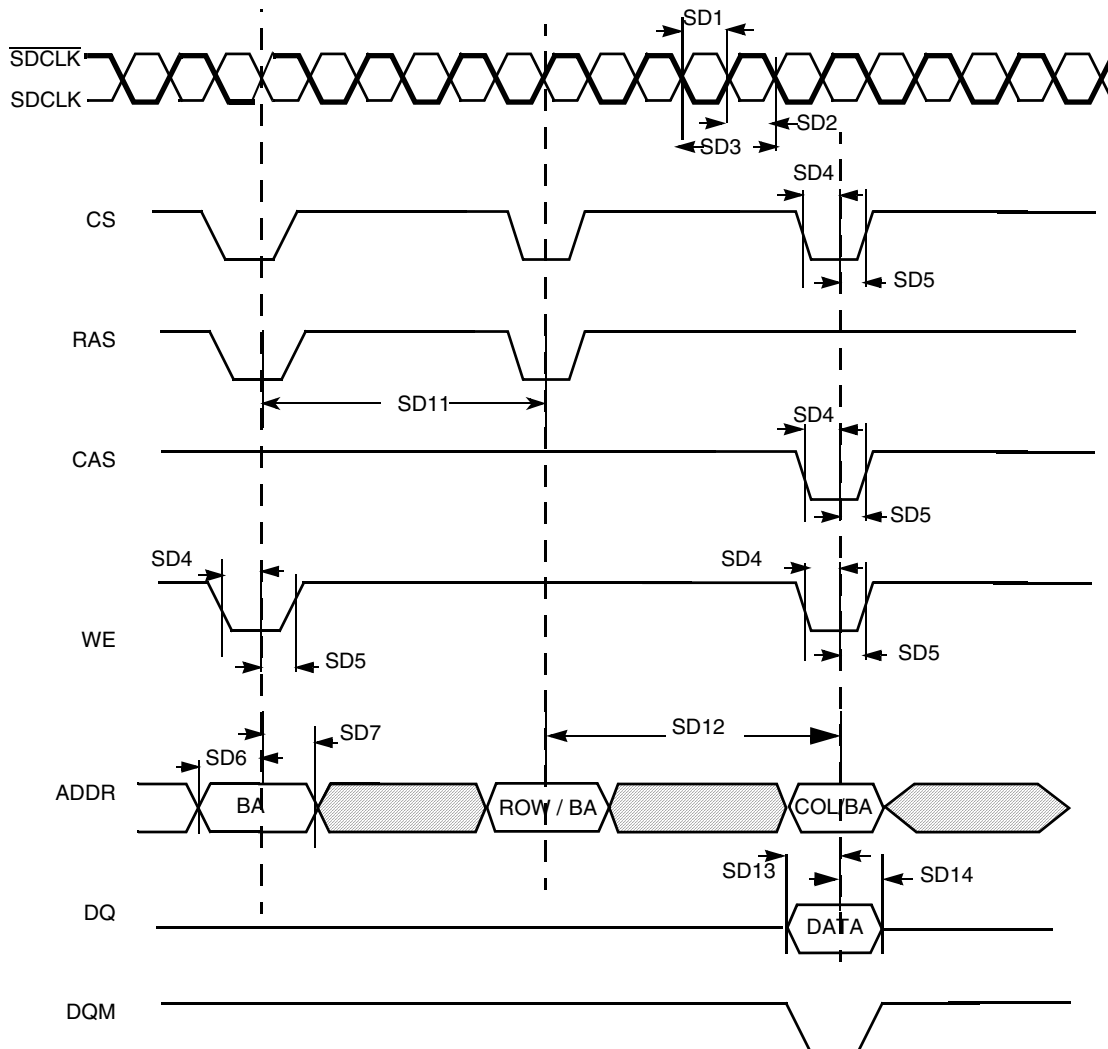 SD1
SDCLK
SDCLK
SD2
SD3
SD4
CS
SD5
RAS
SD11
SD4
CAS
SD5
SD4
SD4
WE
SD5
SD5
SD12
SD7
SD6
ADDR
BA
ROW / BA
COL/BA
SD13
SD14
DQ
DATA
DQM